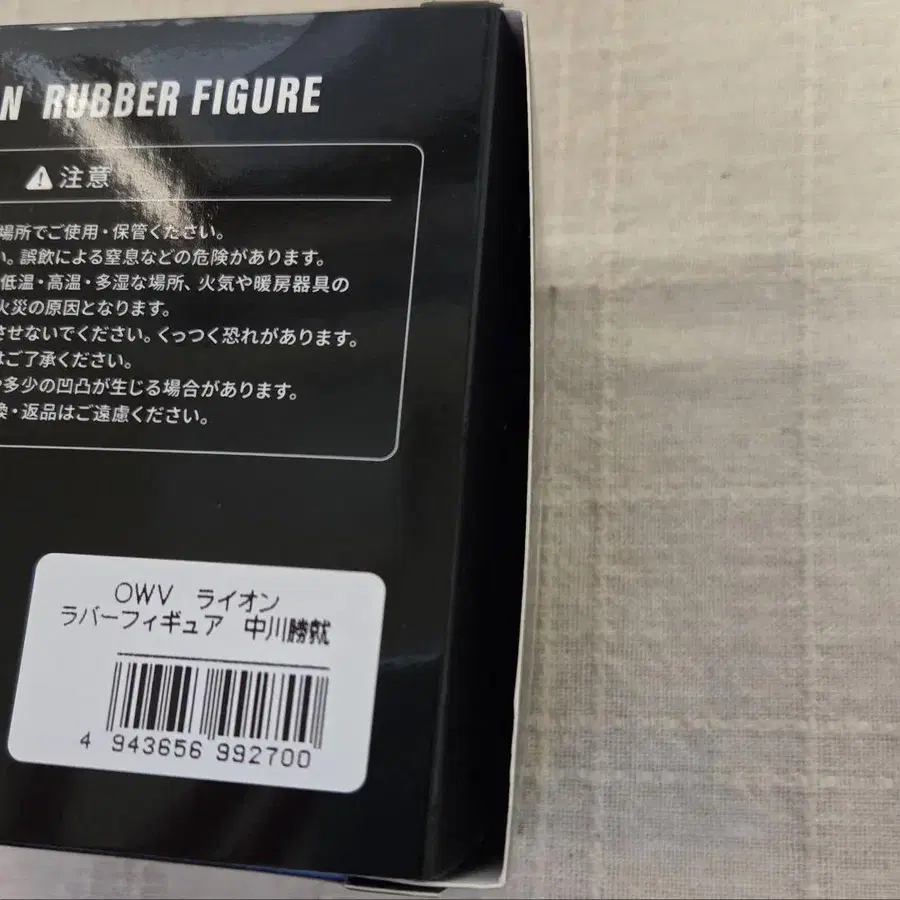 N RUBBER FIGURE
注意
場所でご使用・保管ください。
い。誤飲による窒息などの危険があります。
低温・高温・多湿な場所、火気や暖房器具の
火災の原因となります。
させないでください。くっつく恐れがあります。
はご了承ください。
や多少の凹凸が生じる場合があります。
換・返品はご遠慮ください。
OWV ライオン
ラバーフィギュア 中川勝就
4 943656 992700